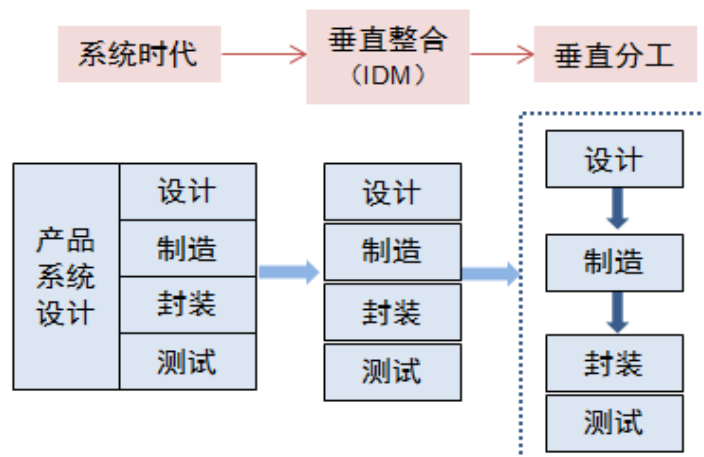 系统时代
垂直整合
（IDM）
垂直分工
产品
系统
设计
设计
制造
封装
测试
设计
制造
封装
测试
设计
制造
封装
测试